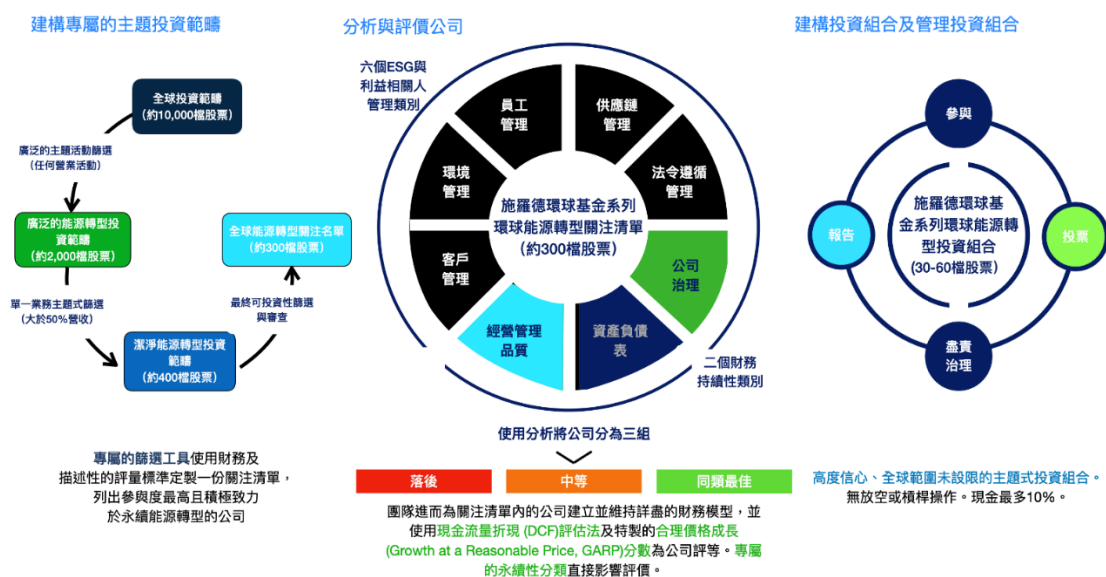 建構專屬的主題投資範疇
全球投資範疇
(約10,000檔股票)
廣泛的主題活動篩選
(任何營業活動)
廣泛的能源轉型投
資範疇
(約2,000檔股票)
全球能源轉型關注名單
(約300檔股票)
單一業務主題式篩選
(大於50%營收)
最終可投資性篩選
與審查
潔淨能源轉型投資
範疇
(約400檔股票)
專屬的篩選工具使用財務及
描述性的評量標準定製一份關注清單，
列出參與度最高且積極致力
於永續能源轉型的公司
分析與評價公司
六個ESG與
利益相關人
管理類別
員工
管理
供應鏈
管理
環境
管理
法令遵循
管理
施羅德環球基金系列
環球能源轉型關注清單
(約300檔股票)
客戶
管理
公司
治理
經營管理
品質
資產負債
表
二個財務
持續性類別
使用分析將公司分為三組
落後
中等
同類最佳
團隊進而為關注清單內的公司建立並維持詳盡的財務模型，並
使用現金流量折現 (DCF)評估法及特製的合理價格成長
(Growth at a Reasonable Price, GARP)分數為公司評等。專屬
的永續性分類直接影響評價。
建構投資組合及管理投資組合
參與
報告
施羅德環球基
金系列環球能源轉
型投資組合
(30-60檔股票)
投票
盡責
治理
高度信心、全球範圍未設限的主題式投資組合。
無放空或槓桿操作。現金最多10%。